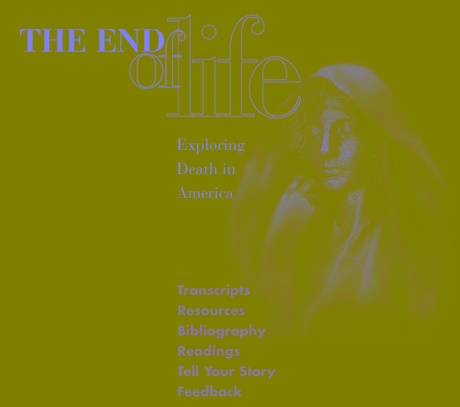 THE END
of life
Exploring
Death in
America
Transcripts
Resources
Bibliography
Readings
Tell Your Story
Feedback